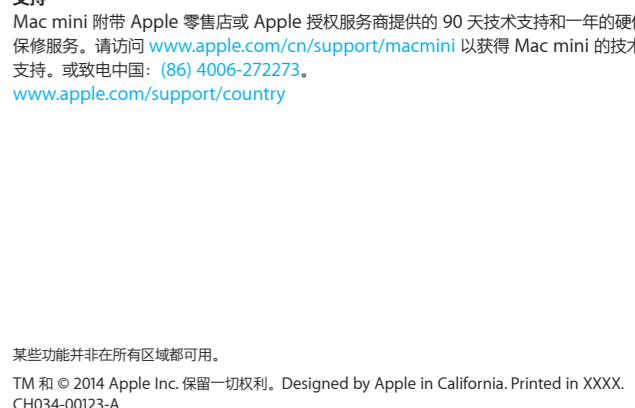 支持
Mac mini 附带 Apple 零售店或 Apple 授权服务商提供的 90 天技术支持和一年的硬件
保修服务。请访问 www.apple.com/cn/support/macmini 以获得 Mac mini 的技术
支持。或致电中国：(86) 4006-272273。
www.apple.com/support/country
某些功能并非在所有区域都可用。
TM 和 © 2014 Apple Inc. 保留一切权利。Designed by Apple in California. Printed in XXXX.
CH034-00123-A